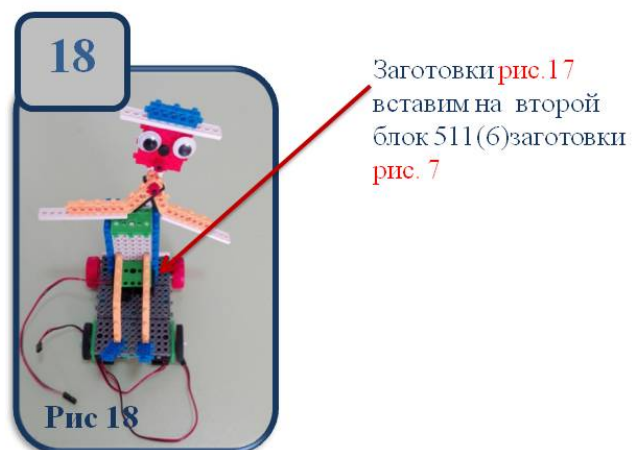 18
Заготовки рис.17
вставим на второй
блок 511(6)заготовки
рис. 7
Рис 18